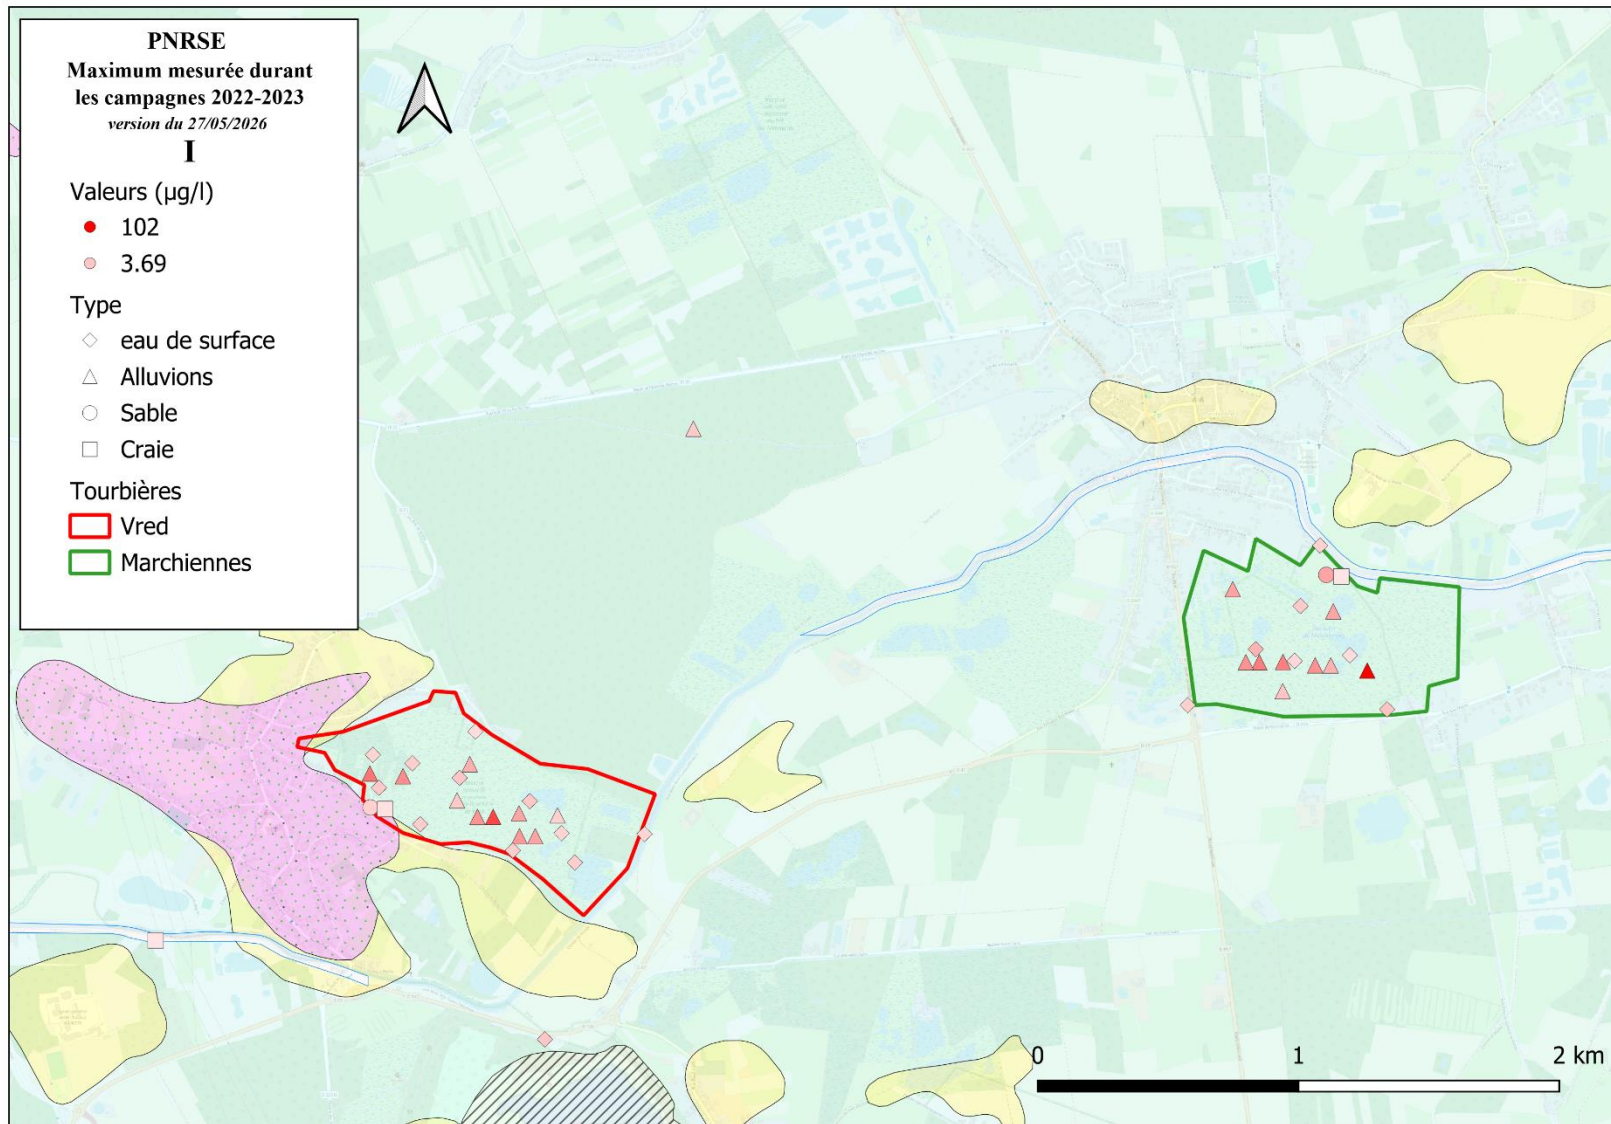 PNRSE
Maximum mesurée durant
les campagnes 2022-2023
version du 27/05/2026
I
Valeurs (µg/l)
102
3.69
Type
eau de surface
Alluvions
Sable
Craie
Tourbières
Vred
Marchiennes
0 1 2 km